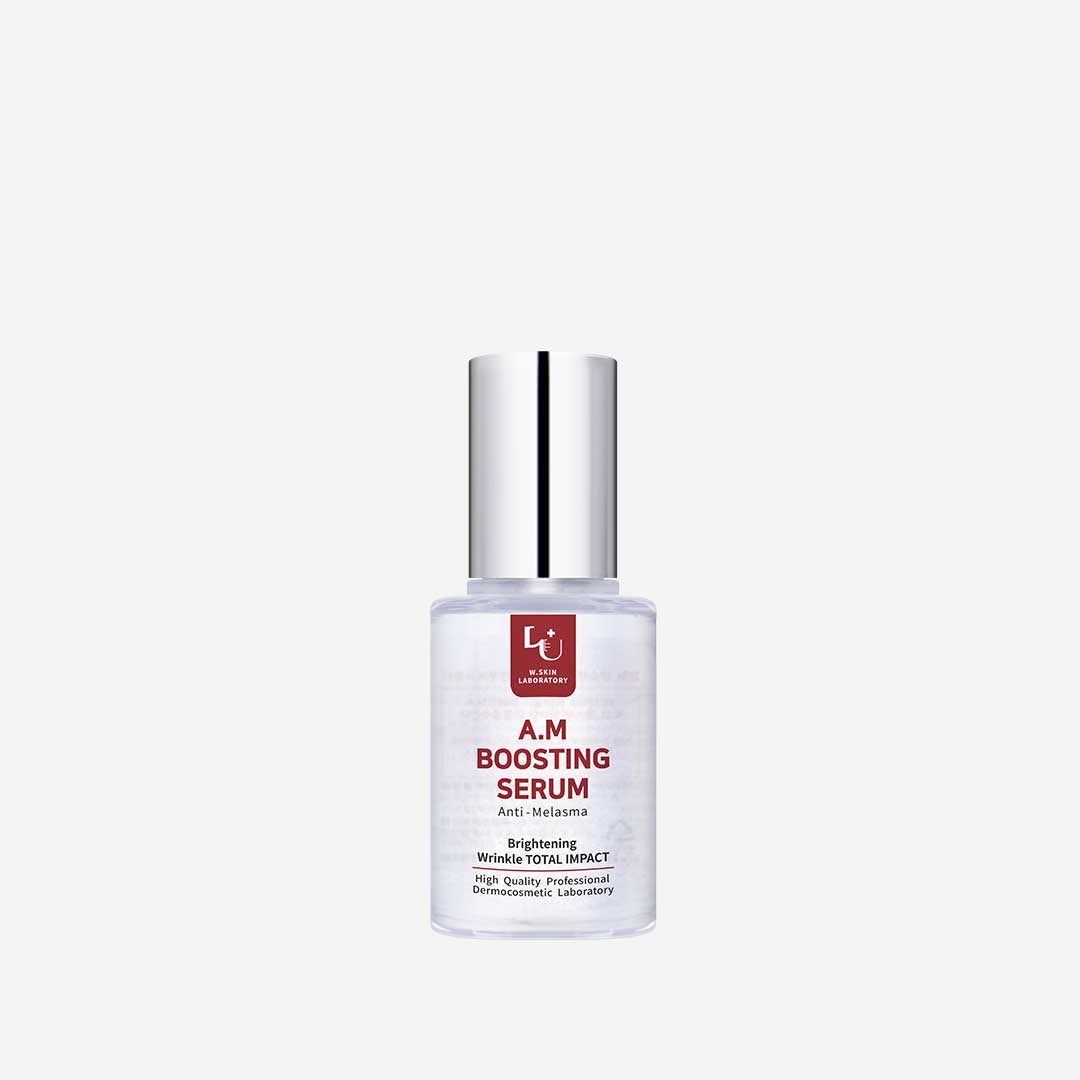 W.SKIN
LABORATORY
A.M
BOOSTING
SERUM
Anti-Melasma
Brightening
Wrinkle TOTAL IMPACT
High Quality Professional
Dermocosmetic Laboratory